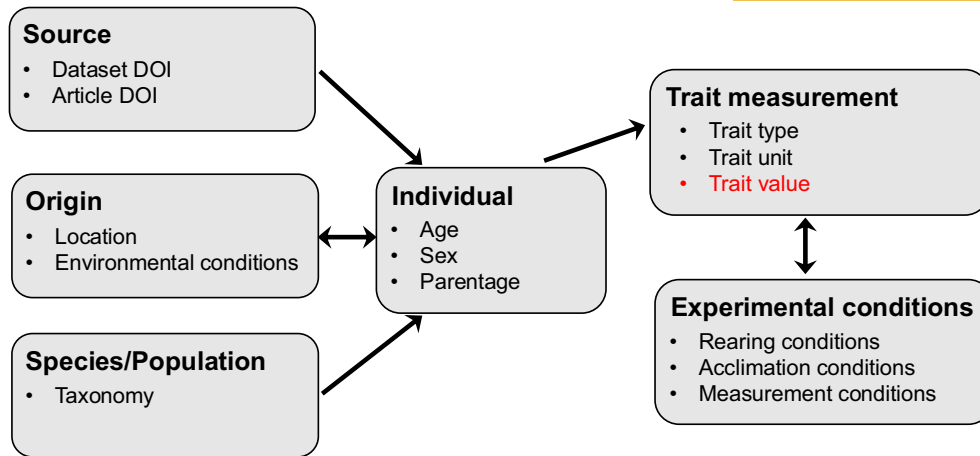 Source
• Dataset DOI
• Article DOI
Origin
• Location
• Environmental conditions
Species/Population
• Taxonomy
Individual
• Age
• Sex
• Parentage
Trait measurement
• Trait type
• Trait unit
• Trait value
Experimental conditions
• Rearing conditions
• Acclimation conditions
• Measurement conditions